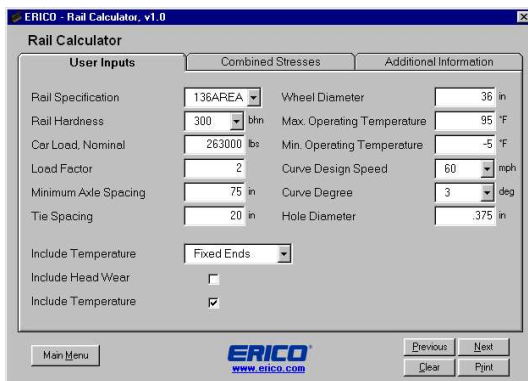 ERICO - Rail Calculator, v1.0
Rail Calculator
User Inputs Combined Stresses Additional Information
Rail Specification 136AREA Wheel Diameter 36 in
Rail Hardness 300 bhn Max. Operating Temperature 95 °F
Car Load, Nominal 263000 lbs Min. Operating Temperature -5 °F
Load Factor 2 Curve Design Speed 60 mph
Minimum Axle Spacing 75 in Curve Degree 3 deg
Tie Spacing 20 in Hole Diameter .375 in
Include Temperature Fixed Ends
Include Head Wear
Include Temperature
Main Menu ERICO® Previous Next
www.erico.com Clear Print